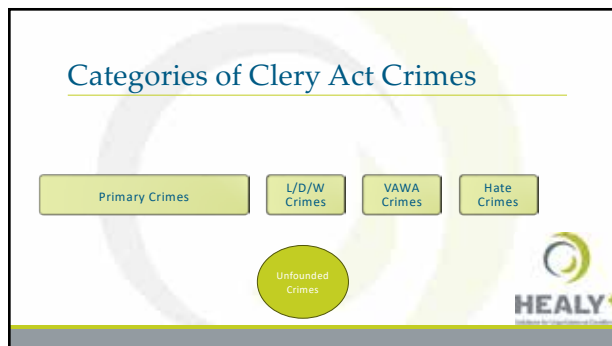 Categories of Clery Act Crimes
Primary Crimes
L/D/W
Crimes
VAWA
Crimes
Hate
Crimes
Unfounded
Crimes
HEALY+